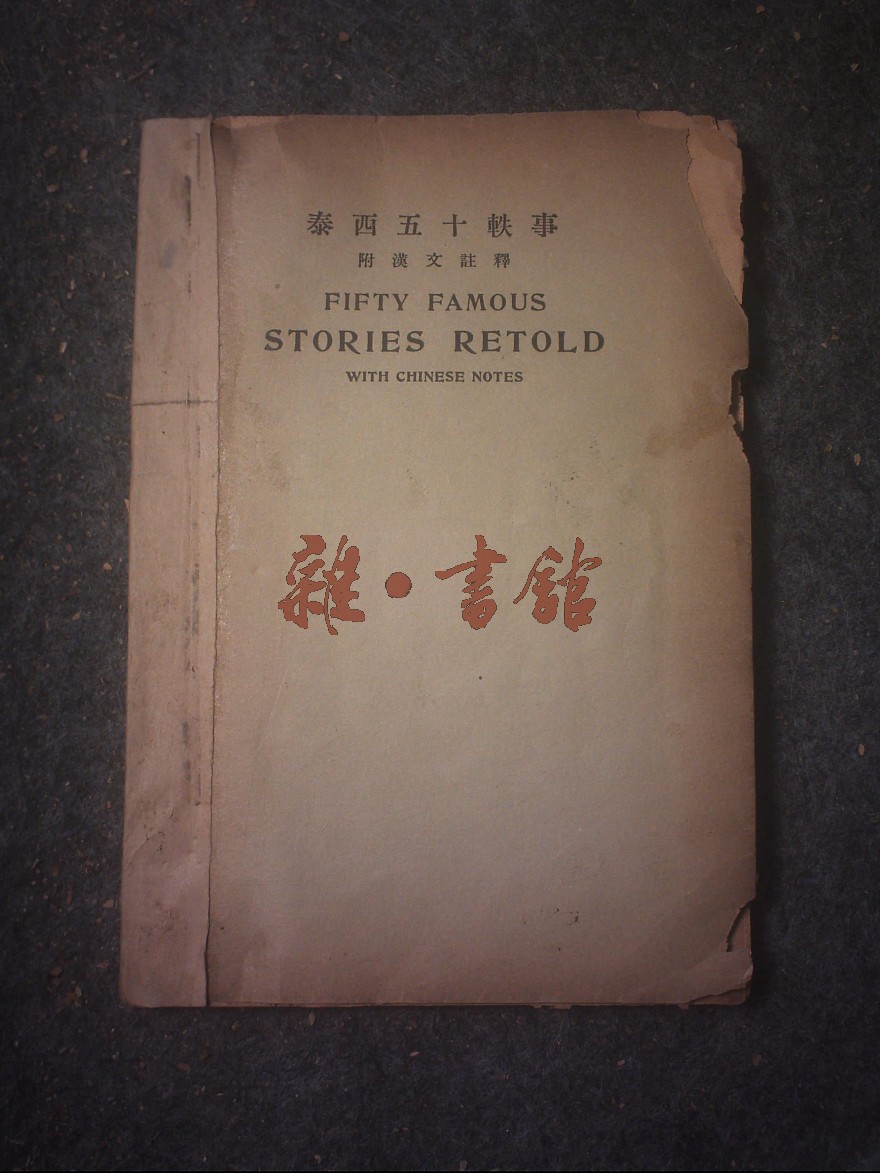 泰西五十軼事
附漢文註釋
FIFTY FAMOUS
STORIES RETOLD
WITH CHINESE NOTES
雜·書館